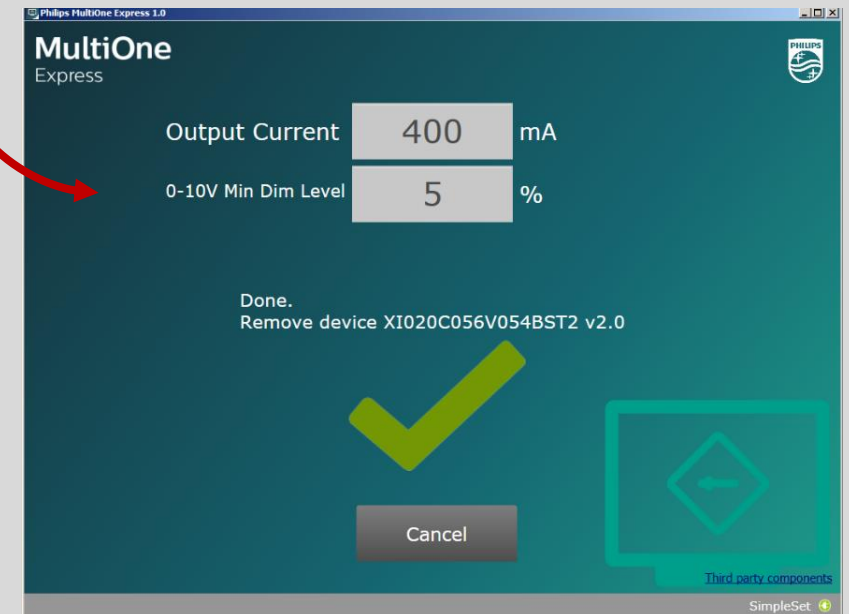 Philips MultiOne Express 1.0
MultiOne
Express
PHILIPS
Output Current 400 mA
0-10V Min Dim Level 5 %
Done.
Remove device XI020C056V054BST2 v2.0
Cancel
Third party components
SimpleSet